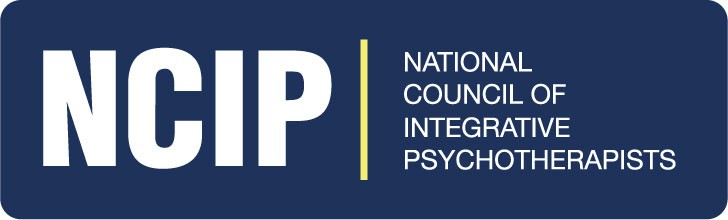 NCIP
NATIONAL
COUNCIL OF
INTEGRATIVE
PSYCHOTHERAPISTS